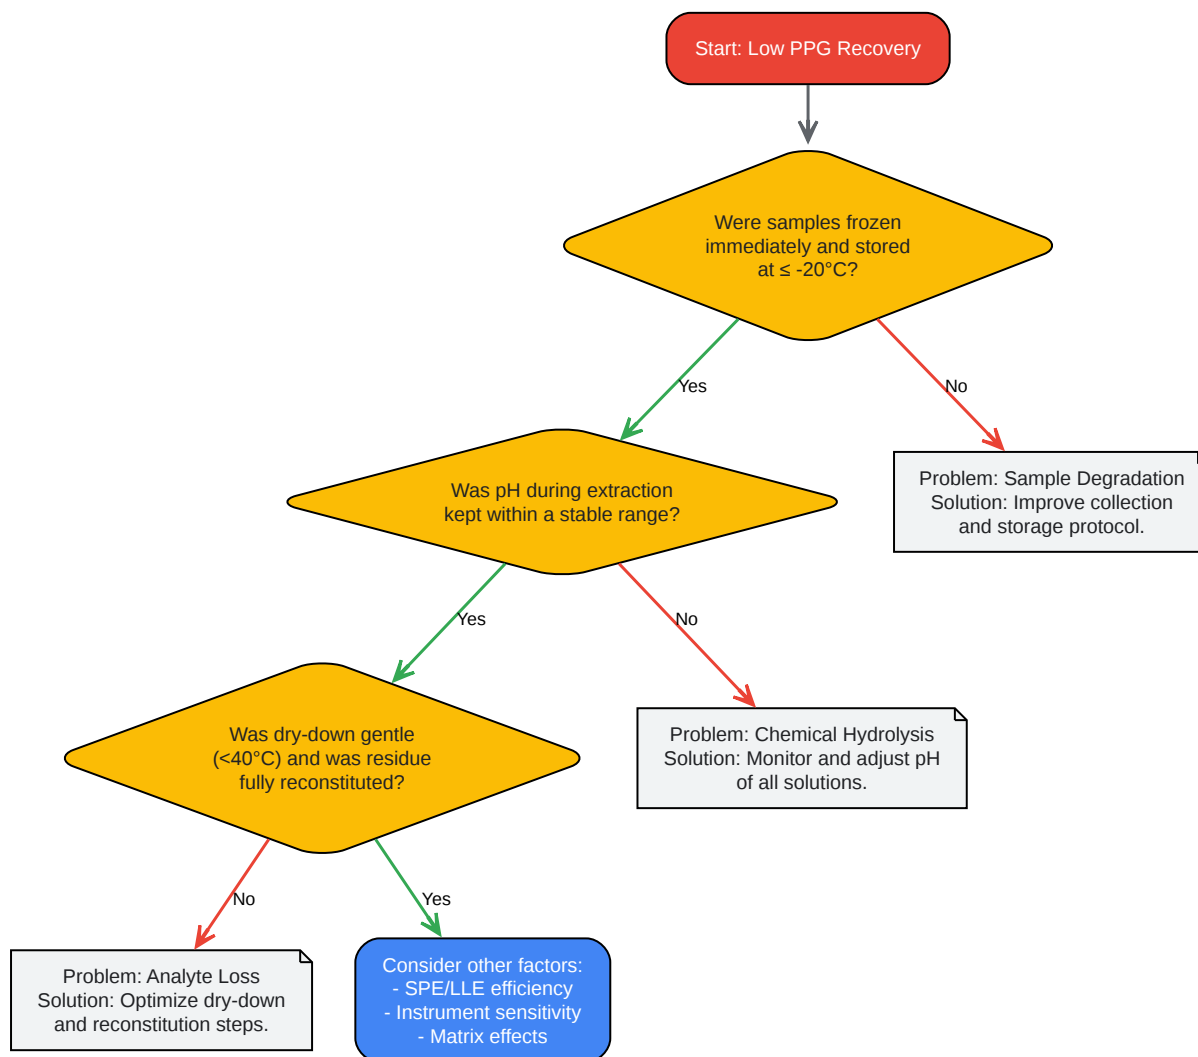 Start: Low PPG Recovery
Were samples frozen
immediately and stored
at ≤ -20°C?
Yes
No
Was pH during extraction
kept within a stable range?
Problem: Sample Degradation
Solution: Improve collection
and storage protocol.
Yes
No
Was dry-down gentle
(<40°C) and was residue
fully reconstituted?
Problem: Chemical Hydrolysis
Solution: Monitor and adjust pH
of all solutions.
No
Yes
Problem: Analyte Loss
Solution: Optimize dry-down
and reconstitution steps.
Consider other factors:
- SPE/LLE efficiency
- Instrument sensitivity
- Matrix effects